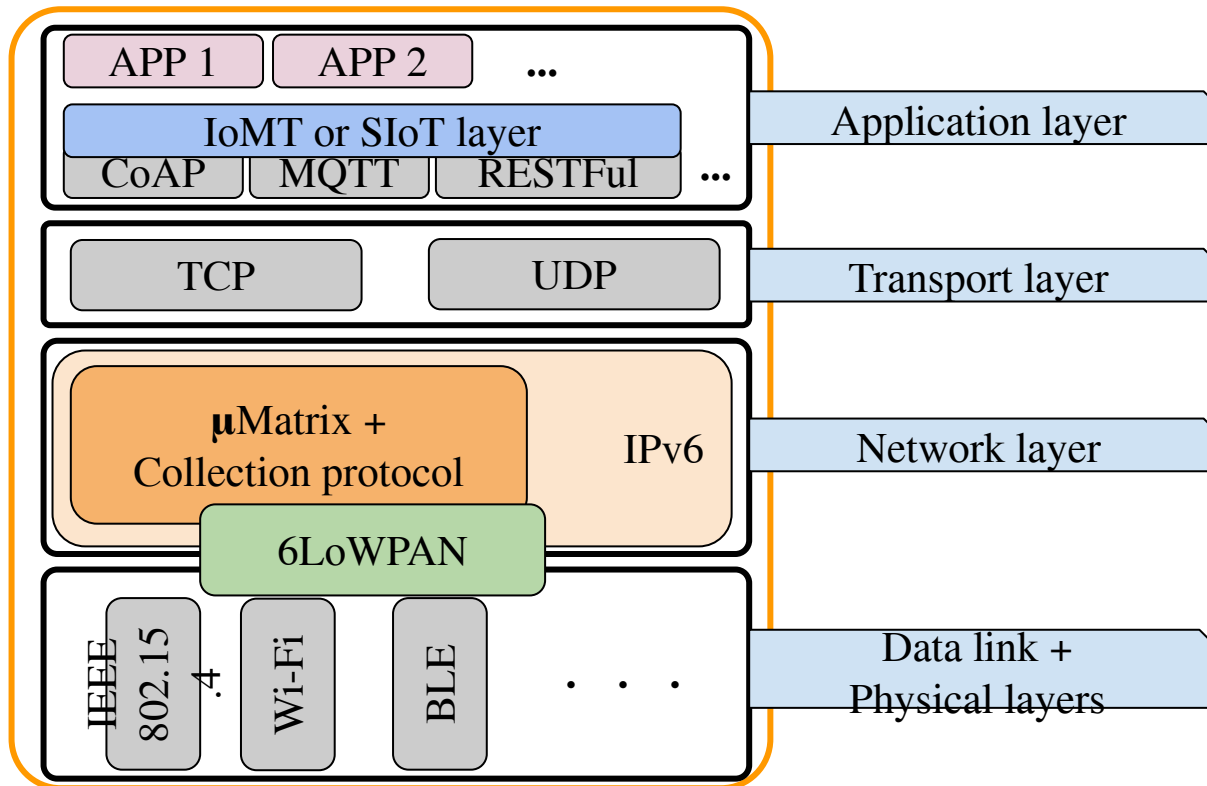 APP 1
APP 2
...
IoMT or SIoT layer
CoAP
MQTT
RESTFul
...
Application layer
TCP
UDP
Transport layer
μMatrix +
Collection protocol
IPv6
Network layer
6LoWPAN
IEEE
802.15
.4
Wi-Fi
BLE
. . .
Data link +
Physical layers